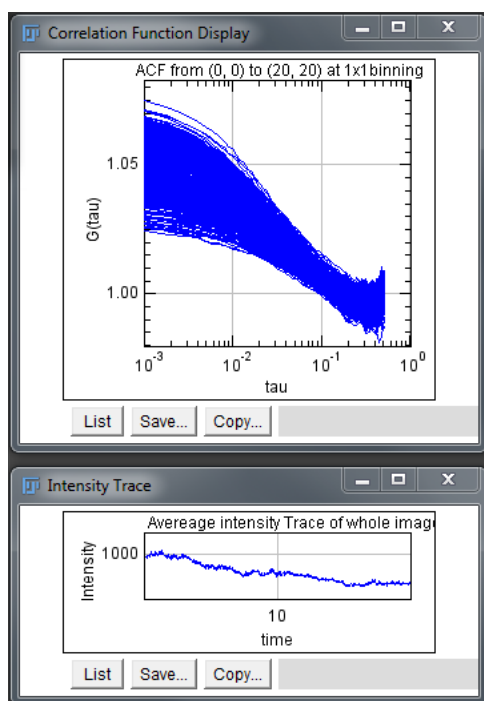 Correlation Function Display
ACF from (0, 0) to (20, 20) at 1x1binning
G(tau)
1.05
1.00
10-3 10-2 10-1 100
tau
List Save... Copy...
Intensity Trace
Avereage intensity Trace of whole imag
Intensity
1000
10
time
List Save... Copy...